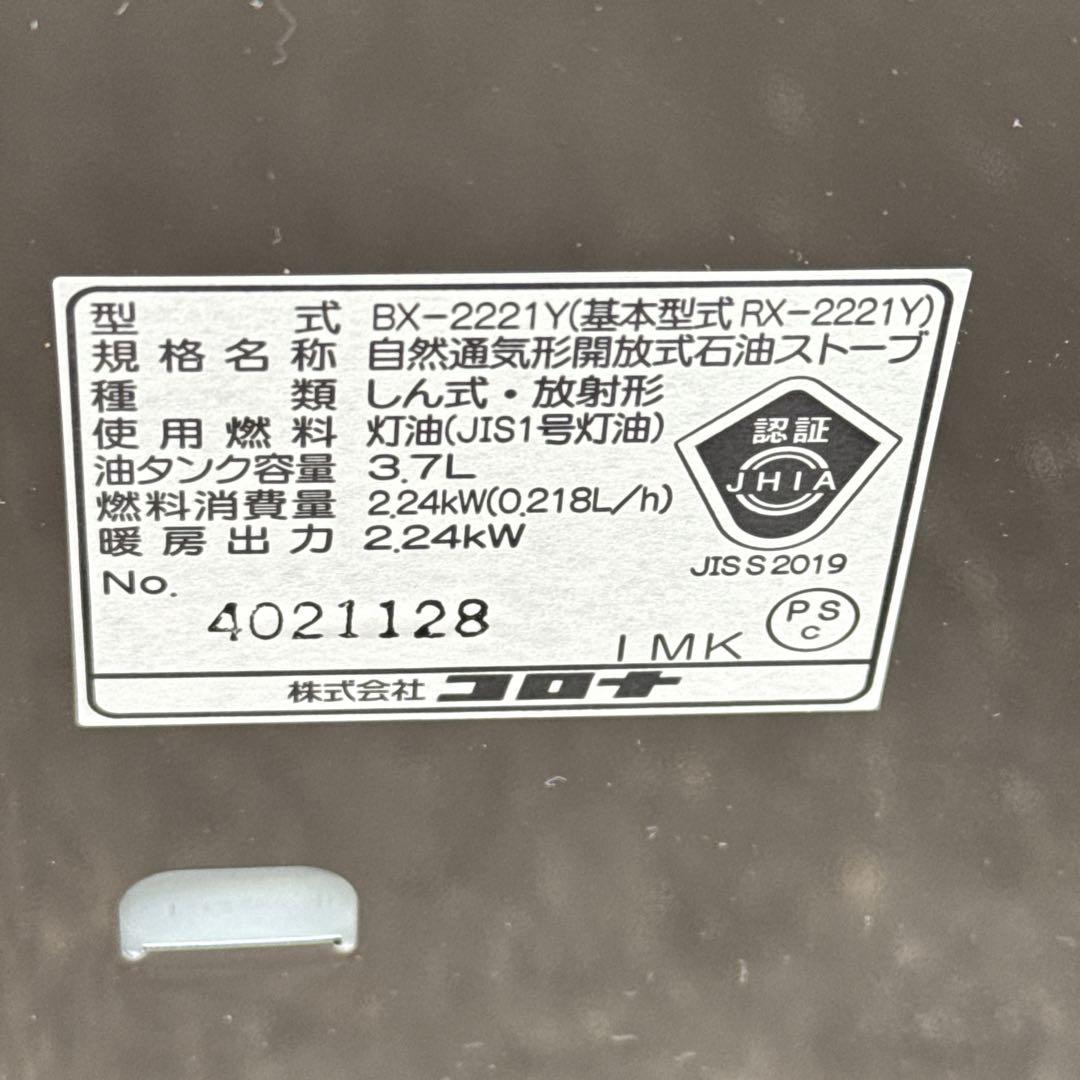 型式 BX-2221Y(基本型式 RX-2221Y)
規格名称 自然通気形開放式石油ストーブ
種類 しん式・放射形
使用燃料 灯油(JIS1号灯油)
油タンク容量 3.7L
燃料消費量 2.24kW(0.218L/h)
暖房出力 2.24kW
認証
JHIA
JIS S 2019
No.
4021128
1MK
PS
C
株式会社 コロナ